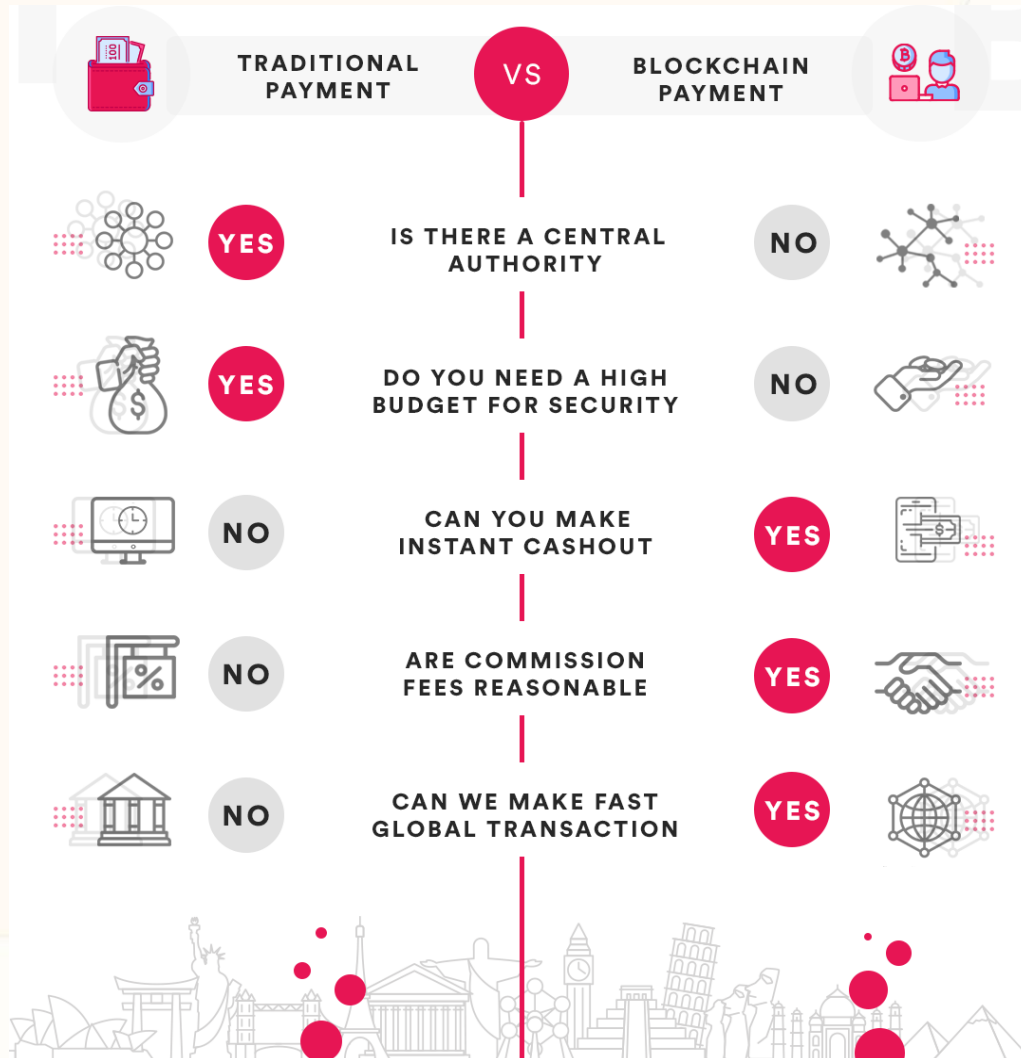 TRADITIONAL
PAYMENT
VS
BLOCKCHAIN
PAYMENT
100
YES
IS THERE A CENTRAL
AUTHORITY
NO
YES
DO YOU NEED A HIGH
BUDGET FOR SECURITY
NO
NO
CAN YOU MAKE
INSTANT CASHOUT
YES
NO
ARE COMMISSION
FEES REASONABLE
YES
NO
CAN WE MAKE FAST
GLOBAL TRANSACTION
YES